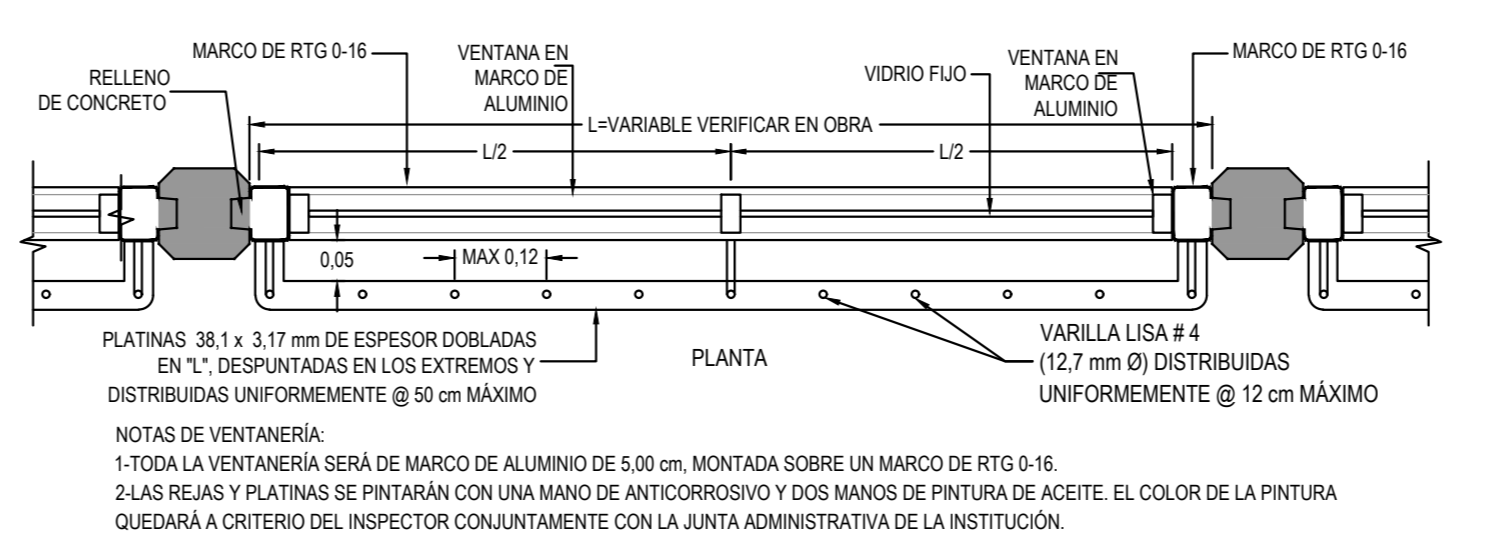 MARCO DE RTG 0-16
RELLENO
DE CONCRETO
VENTANA EN
MARCO DE
ALUMINIO
VIDRIO FIJO
VENTANA EN
MARCO DE
ALUMINIO
MARCO DE RTG 0-16
L=VARIABLE VERIFICAR EN OBRA
L/2
L/2
0,05
MAX 0,12
PLATINAS 38,1 x 3,17 mm DE ESPESOR DOBLADAS
EN "L", DESPUNTADAS EN LOS EXTREMOS Y
DISTRIBUIDAS UNIFORMEMENTE @ 50 cm MÁXIMO
PLANTA
VARILLA LISA # 4
(12,7 mm Ø) DISTRIBUIDAS
UNIFORMEMENTE @ 12 cm MÁXIMO
NOTAS DE VENTANERÍA:
1-TODA LA VENTANERÍA SERÁ DE MARCO DE ALUMINIO DE 5,00 cm, MONTADA SOBRE UN MARCO DE RTG 0-16.
2-LAS REJAS Y PLATINAS SE PINTARÁN CON UNA MANO DE ANTICORROSIVO Y DOS MANOS DE PINTURA DE ACEITE. EL COLOR DE LA PINTURA
QUEDARÁ A CRITERIO DEL INSPECTOR CONJUNTAMENTE CON LA JUNTA ADMINISTRATIVA DE LA INSTITUCIÓN.